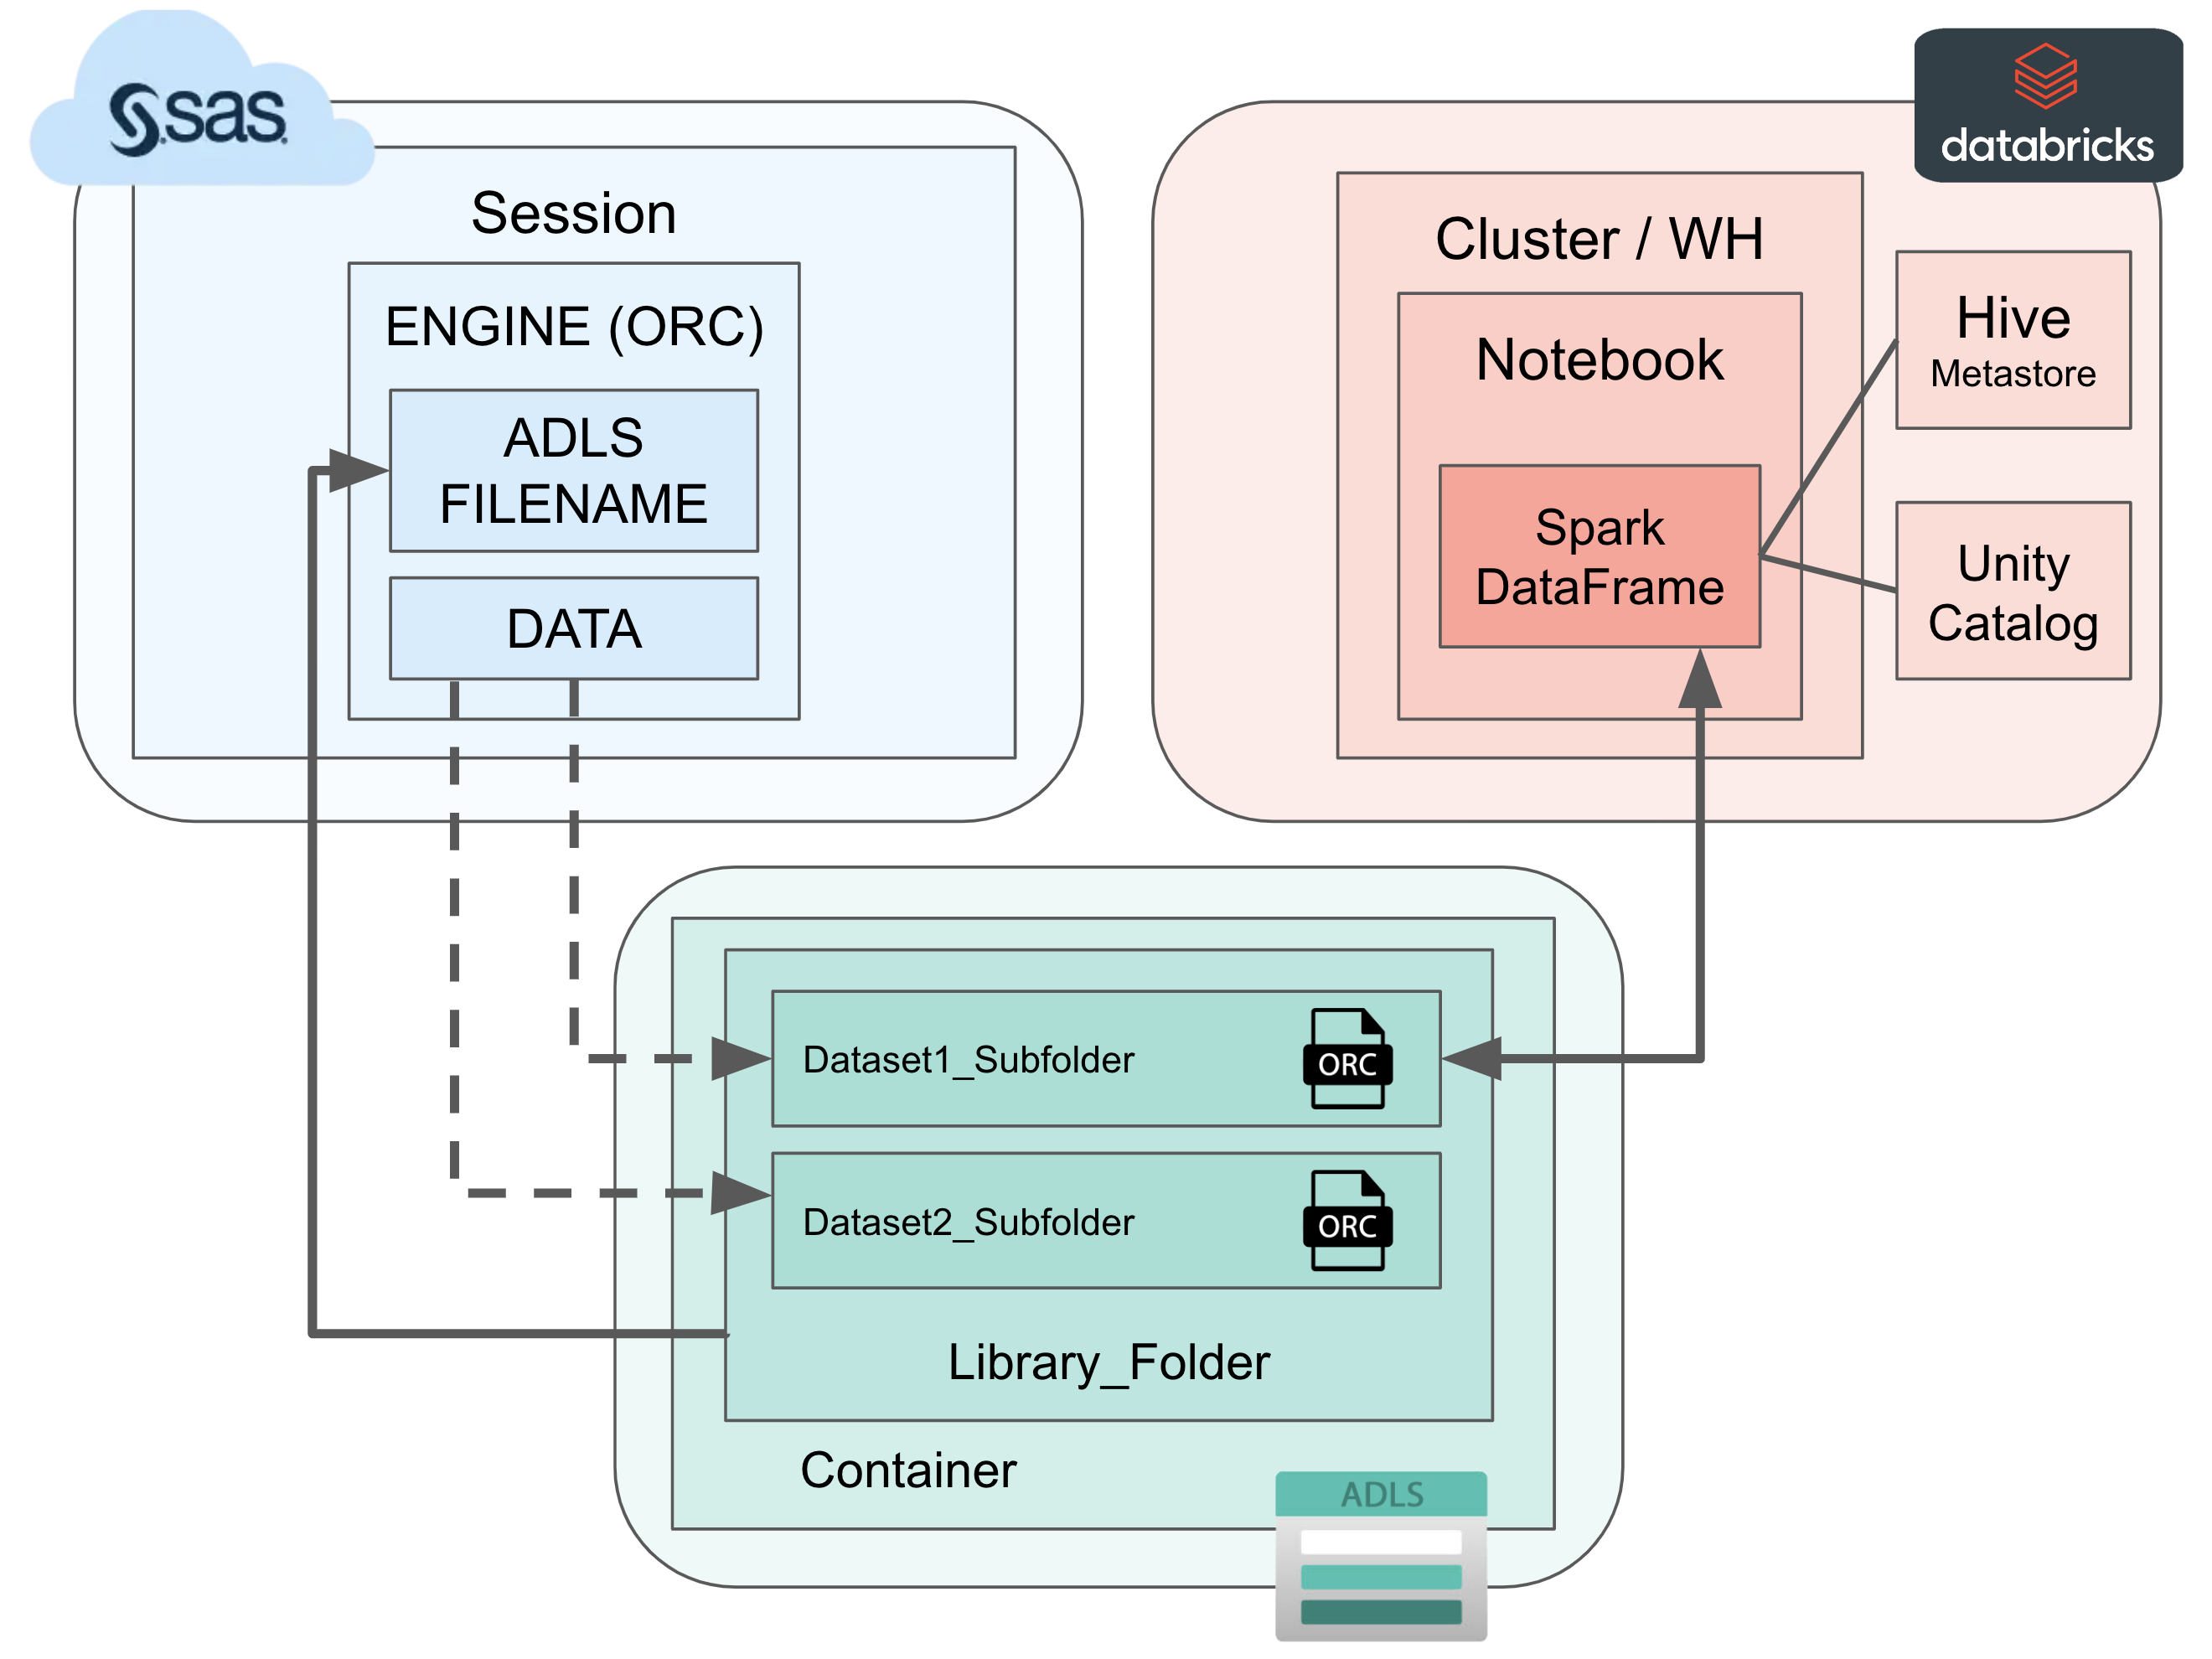 sas
Session
ENGINE (ORC)
ADLS
FILENAME
DATA
databricks
Cluster / WH
Notebook
Spark
DataFrame
Hive
Metastore
Unity
Catalog
Dataset1_Subfolder
ORC
Dataset2_Subfolder
ORC
Library_Folder
Container
ADLS